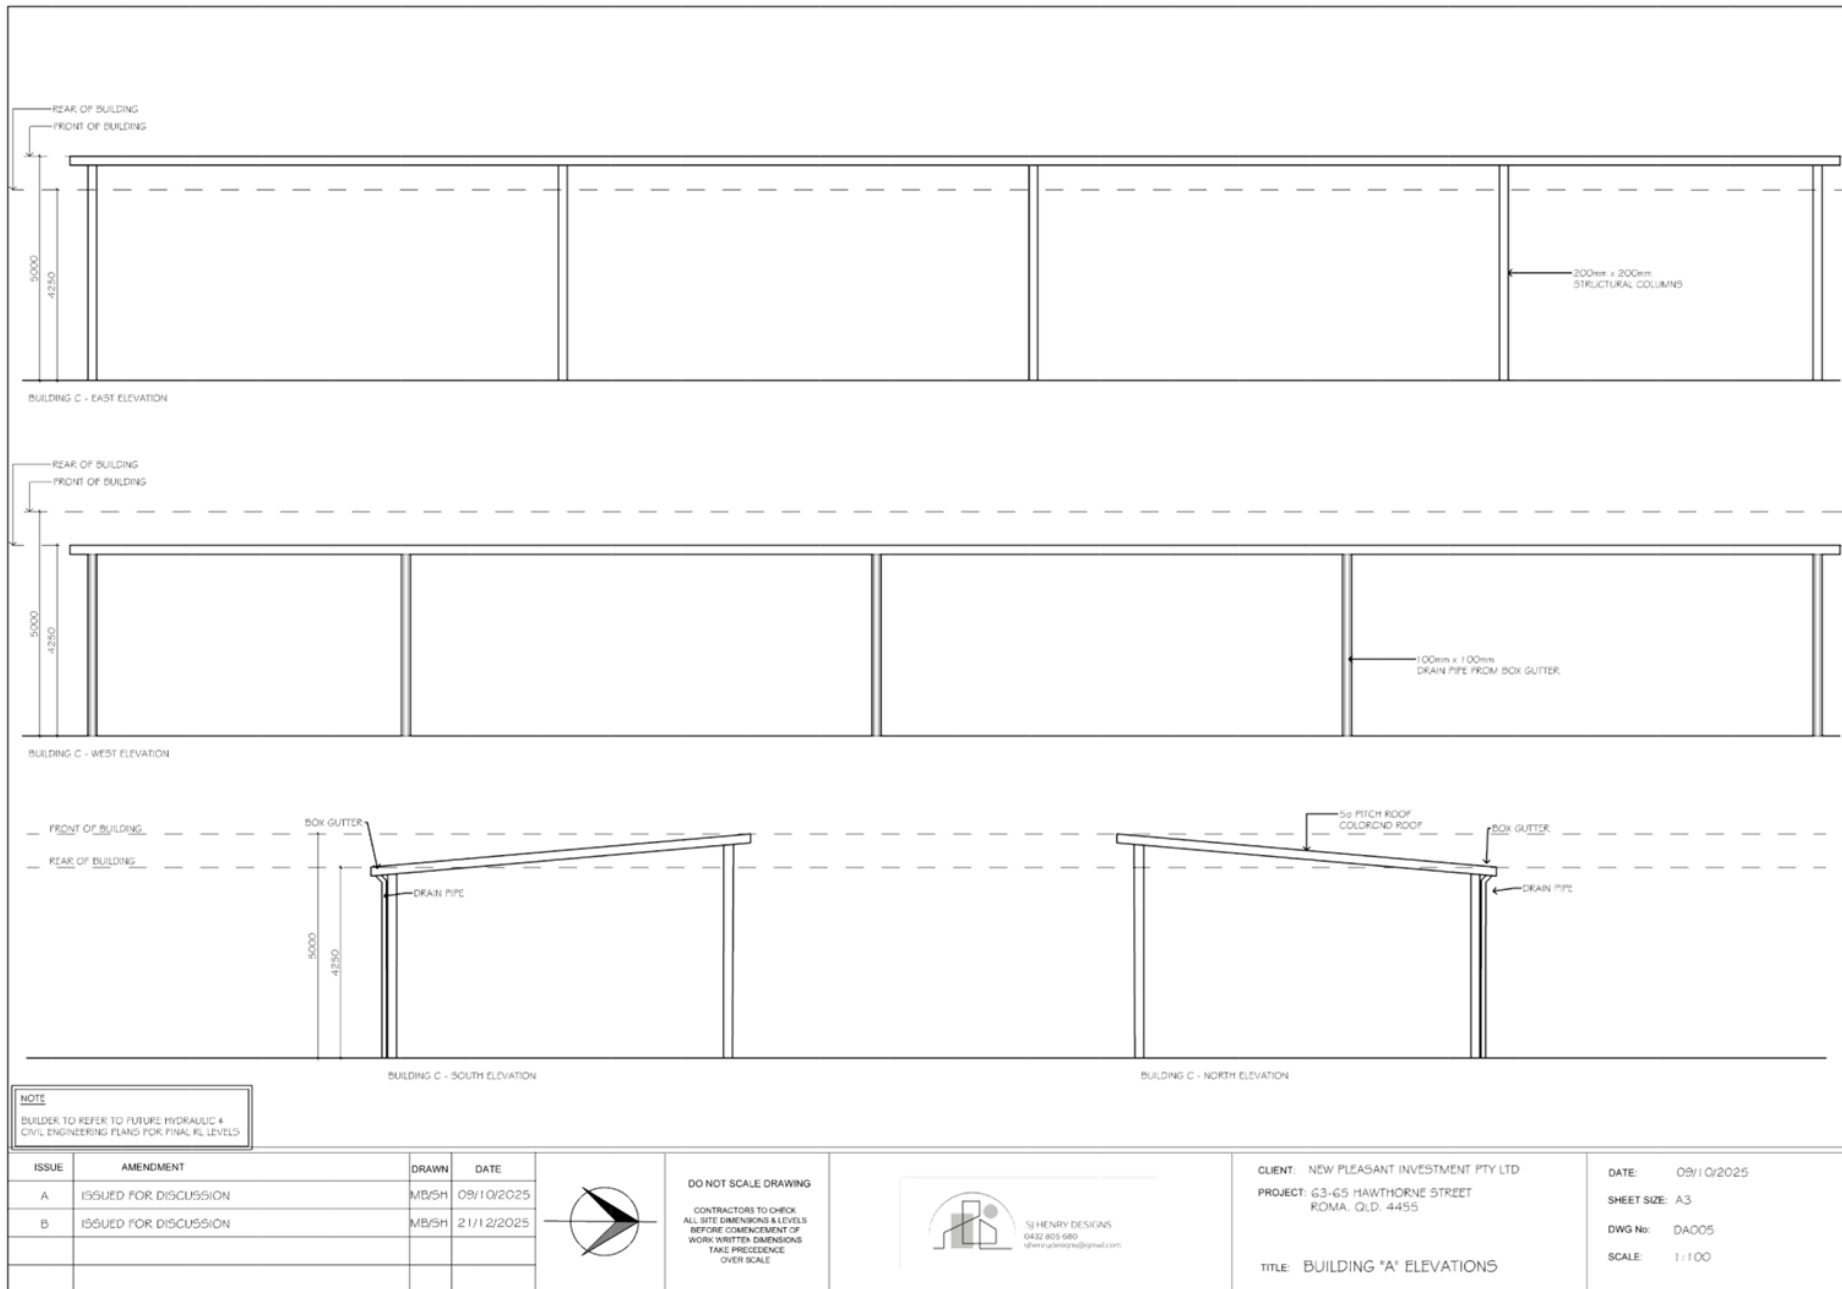 REAR OF BUILDING
FRONT OF BUILDING
5000
4250
200mm x 200mm
STRUCTURAL COLUMNS
BUILDING C - EAST ELEVATION
REAR OF BUILDING
FRONT OF BUILDING
5000
4250
100mm x 100mm
DRAIN PIPE FROM BOX GUTTER
BUILDING C - WEST ELEVATION
FRONT OF BUILDING
REAR OF BUILDING
BOX GUTTER
DRAIN PIPE
5000
4250
BUILDING C - SOUTH ELEVATION
5o PITCH ROOF
COLOROND ROOF
BOX GUTTER
DRAIN PIPE
BUILDING C - NORTH ELEVATION
NOTE
BUILDER TO REFER TO FUTURE HYDRAULIC &
CIVIL ENGINEERING PLANS FOR FINAL RL LEVELS
ISSUE AMENDMENT DRAWN DATE
A ISSUED FOR DISCUSSION MB/SH 09/10/2025
B ISSUED FOR DISCUSSION MB/SH 21/12/2025
DO NOT SCALE DRAWING
CONTRACTORS TO CHECK
ALL SITE DIMENSIONS & LEVELS
BEFORE COMENCEMENT OF
WORK WRITTEN DIMENSIONS
TAKE PRECEDENCE
OVER SCALE
SJ HENRY DESIGNS
0432 805 680
sjhenrydesigns@gmail.com
CLIENT: NEW PLEASANT INVESTMENT PTY LTD
PROJECT: 63-65 HAWTHORNE STREET
ROMA. QLD. 4455
TITLE: BUILDING "A" ELEVATIONS
DATE: 09/10/2025
SHEET SIZE: A3
DWG No: DA005
SCALE: 1:100